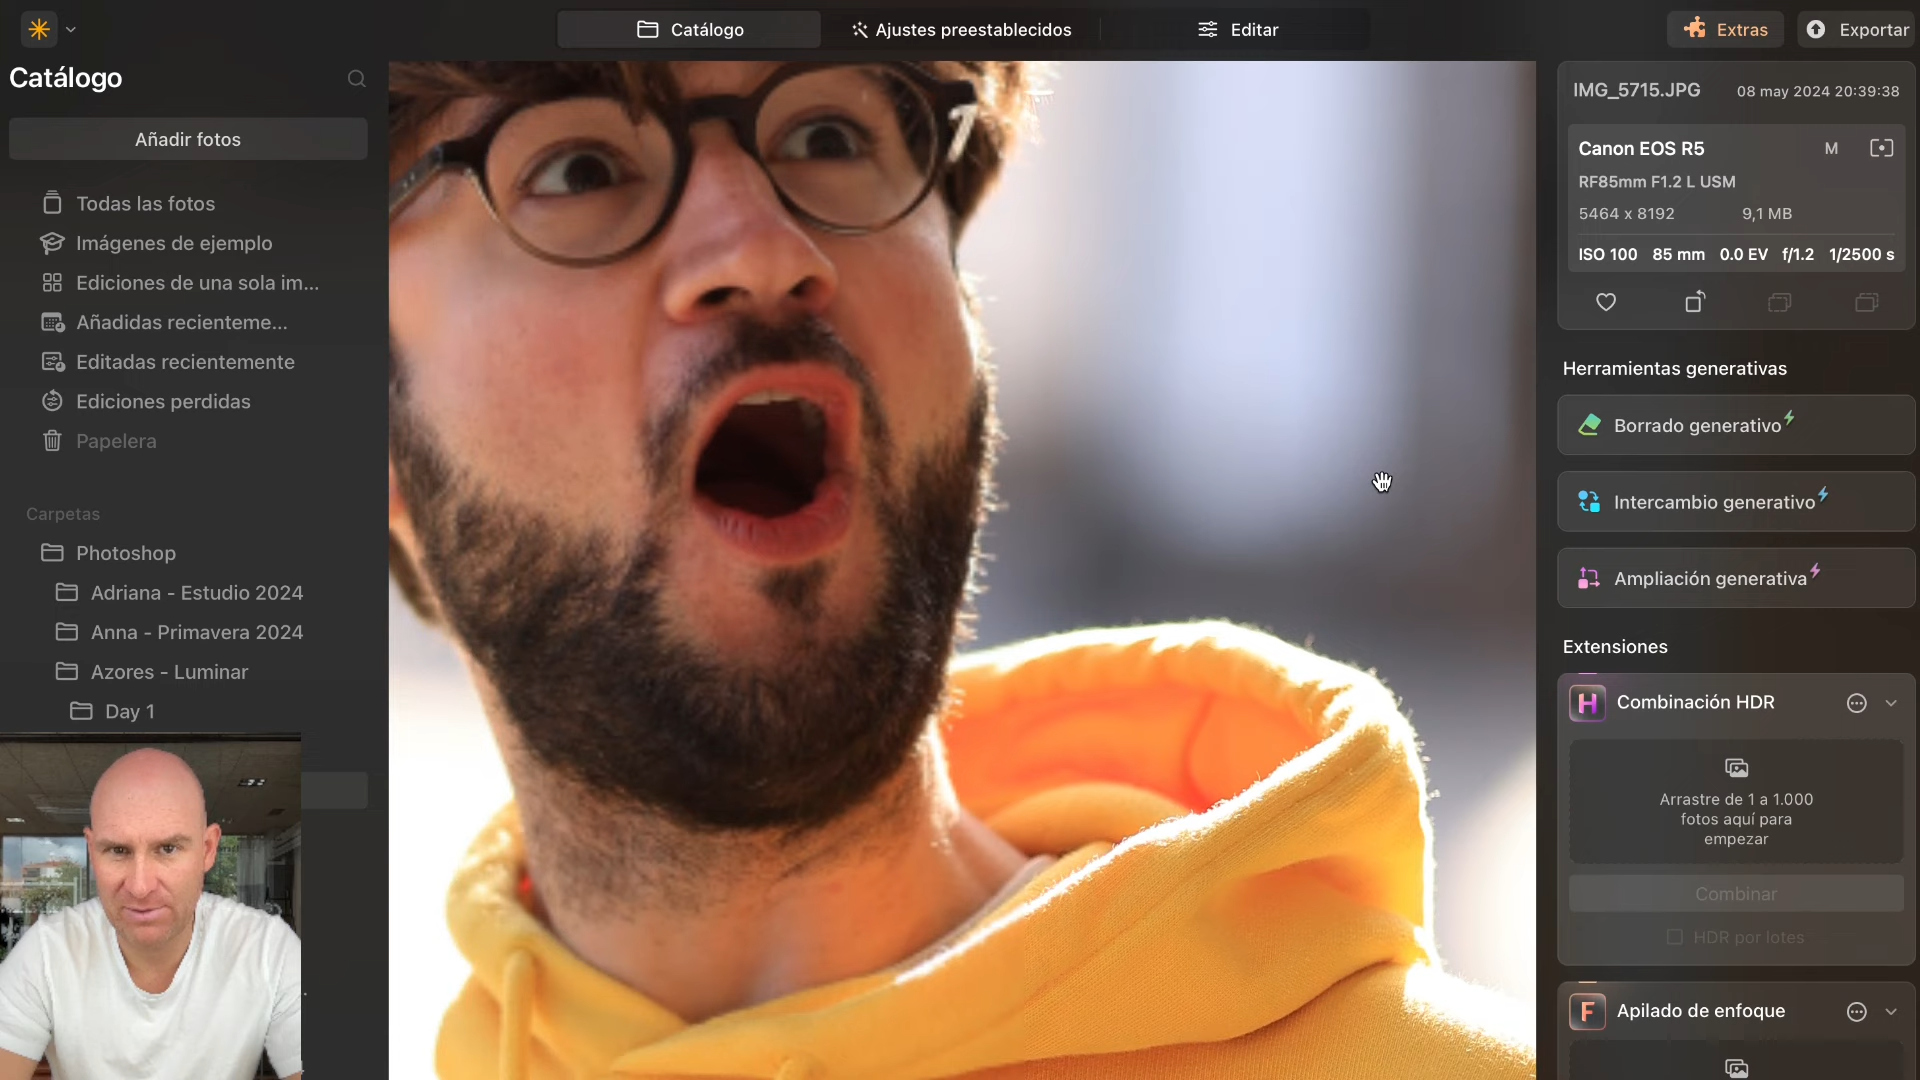 Catálogo
Ajustes preestablecidos
Editar
Extras
Exportar
Catálogo
Añadir fotos
Todas las fotos
Imágenes de ejemplo
Ediciones de una sola im...
Añadidas recienteme...
Editadas recientemente
Ediciones perdidas
Papelera
Carpetas
Photoshop
Adriana - Estudio 2024
Anna - Primavera 2024
Azores - Luminar
Day 1
IMG_5715.JPG 08 may 2024 20:39:38
Canon EOS R5 M
RF85mm F1.2 L USM
5464 x 8192 9,1 MB
ISO 100 85 mm 0.0 EV f/1.2 1/2500 s
Herramientas generativas
Borrado generativo
Intercambio generativo
Ampliación generativa
Extensiones
H Combinación HDR
Arrastre de 1 a 1.000
fotos aquí para
empezar
Combinar
HDR por lotes
F Apilado de enfoque